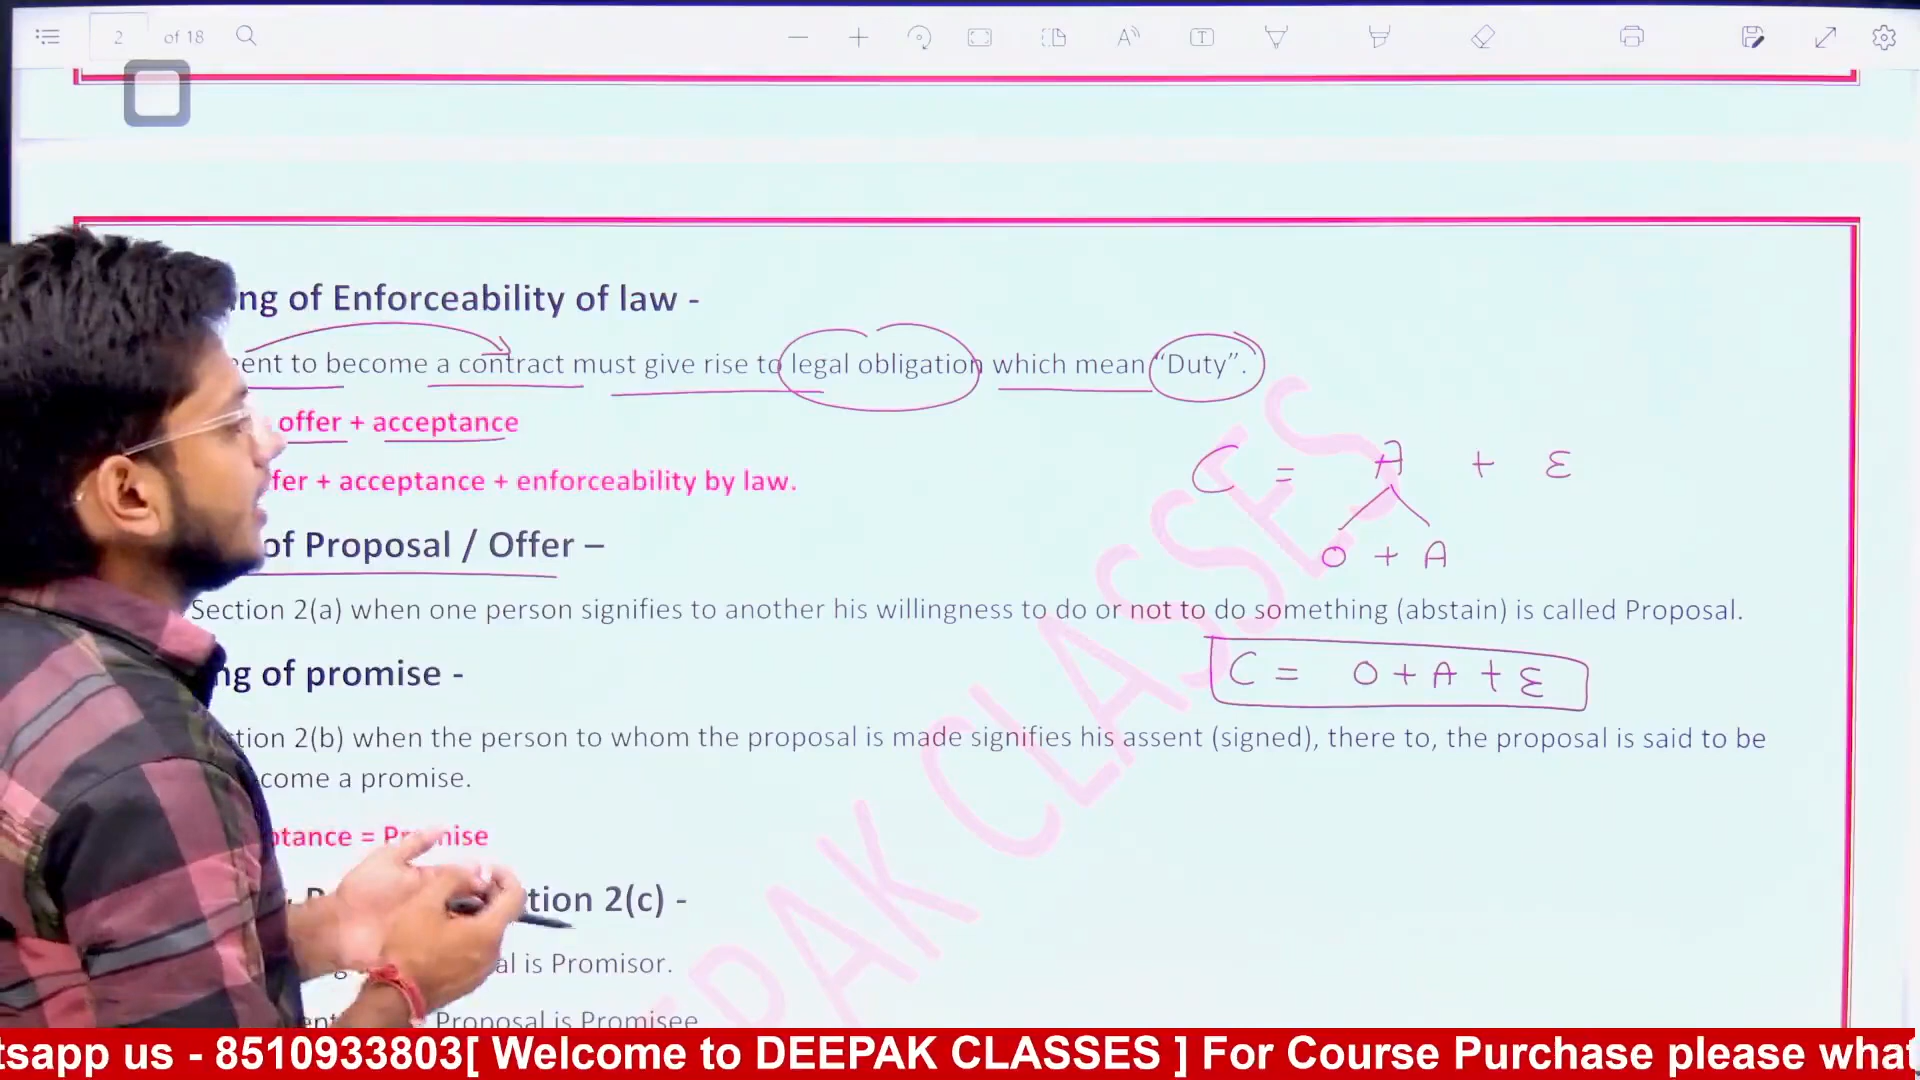 2 of 18
ng of Enforceability of law -
ent to become a contract must give rise to legal obligation which mean “Duty”.
offer + acceptance
C = A + E
fer + acceptance + enforceability by law.
of Proposal / Offer –
O + A
Section 2(a) when one person signifies to another his willingness to do or not to do something (abstain) is called Proposal.
ng of promise -
C = O + A + E
tion 2(b) when the person to whom the proposal is made signifies his assent (signed), there to, the proposal is said to be
come a promise.
ptance = Promise
tion 2(c) -
al is Promisor.
Proposal is Promisee
PAK CLASSES
tsapp us - 8510933803[ Welcome to DEEPAK CLASSES ] For Course Purchase please what